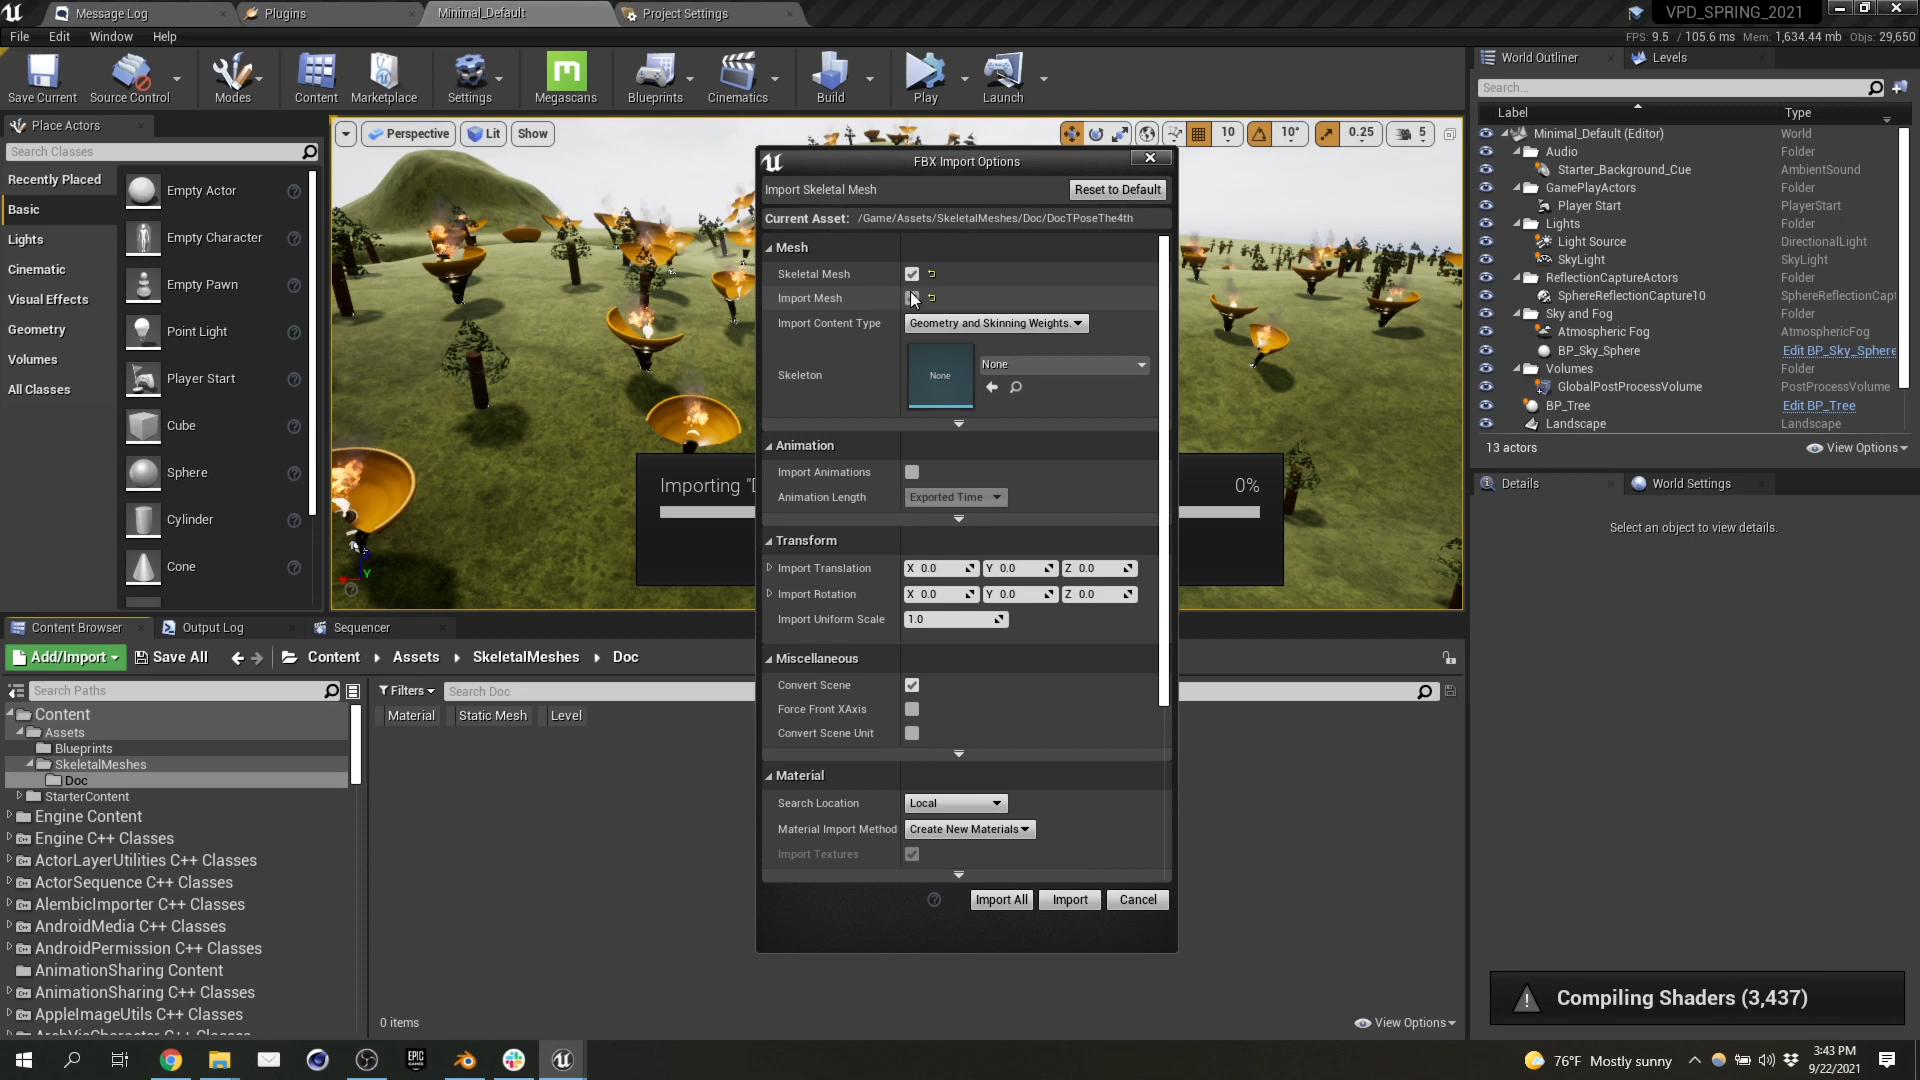 Message Log
Plugins
Minimal_Default
Project Settings
VPD_SPRING_2021
File Edit Window Help
FPS: 9.5 / 105.6 ms Mem: 1,634.44 mb Objs: 29,650
Save Current
Source Control
Modes
Content
Marketplace
Settings
Megascans
Blueprints
Cinematics
Build
Play
Launch
World Outliner
Levels
Search...
Label Type
Minimal_Default (Editor) World
Audio Folder
Starter_Background_Cue AmbientSound
GamePlayActors Folder
Player Start PlayerStart
Lights Folder
Light Source DirectionalLight
SkyLight SkyLight
ReflectionCaptureActors Folder
SphereReflectionCapture10 SphereReflectionCapt
Sky and Fog Folder
Atmospheric Fog AtmosphericFog
BP_Sky_Sphere Edit BP_Sky_Sphere
Volumes Folder
GlobalPostProcessVolume PostProcessVolume
BP_Tree Edit BP_Tree
Landscape Landscape
13 actors View Options
Details
World Settings
Select an object to view details.
Place Actors
Search Classes
Recently Placed
Basic
Lights
Cinematic
Visual Effects
Geometry
Volumes
All Classes
Empty Actor
Empty Character
Empty Pawn
Point Light
Player Start
Cube
Sphere
Cylinder
Cone
Perspective Lit Show
10 10° 0.25 5
Y
Importing "D
0%
FBX Import Options
Import Skeletal Mesh Reset to Default
Current Asset: /Game/Assets/SkeletalMeshes/Doc/DocTPoseThe4th
Mesh
Skeletal Mesh
Import Mesh
Import Content Type Geometry and Skinning Weights.
Skeleton None None
Animation
Import Animations
Animation Length Exported Time
Transform
Import Translation X 0.0 Y 0.0 Z 0.0
Import Rotation X 0.0 Y 0.0 Z 0.0
Import Uniform Scale 1.0
Miscellaneous
Convert Scene
Force Front XAxis
Convert Scene Unit
Material
Search Location Local
Material Import Method Create New Materials
Import Textures
Import All Import Cancel
Content Browser
Output Log
Sequencer
Add/Import Save All Content Assets SkeletalMeshes Doc
Search Paths
Filters Search Doc
Material Static Mesh Level
Content
Assets
Blueprints
SkeletalMeshes
Doc
StarterContent
Engine Content
Engine C++ Classes
ActorLayerUtilities C++ Classes
ActorSequence C++ Classes
AlembicImporter C++ Classes
AndroidMedia C++ Classes
AndroidPermission C++ Classes
AnimationSharing Content
AnimationSharing C++ Classes
AppleImageUtils C++ Classes
0 items View Options
Compiling Shaders (3,437)
EPIC
76°F Mostly sunny
3:43 PM
9/22/2021